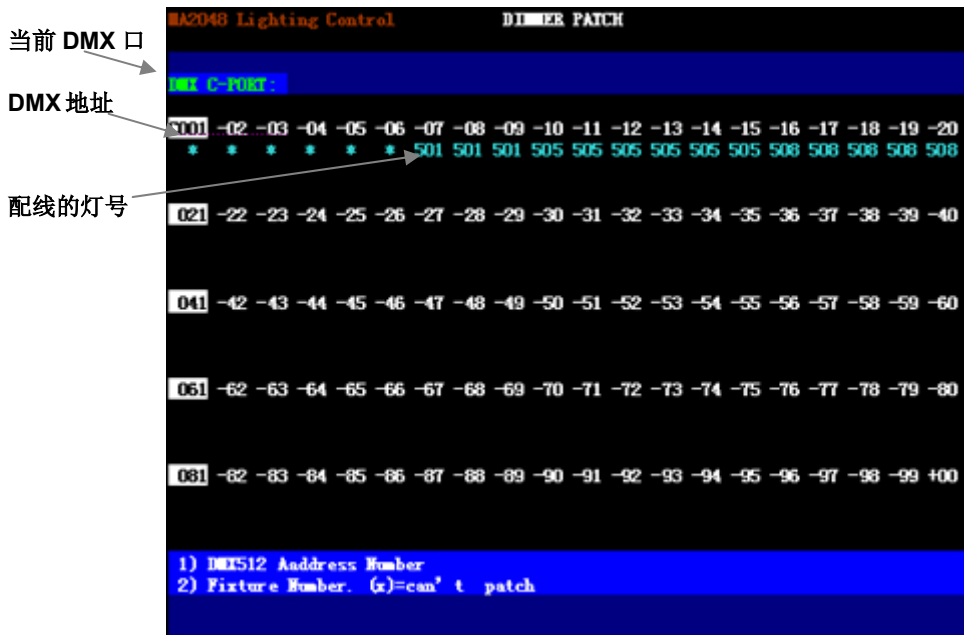 MA2048 Lighting Control DIMMER PATCH
当前 DMX 口
DMX C-PORT:
DMX 地址
C001 -02 -03 -04 -05 -06 -07 -08 -09 -10 -11 -12 -13 -14 -15 -16 -17 -18 -19 -20
* * * * * * 501 501 501 505 505 505 505 505 505 508 508 508 508 508
配线的灯号
021 -22 -23 -24 -25 -26 -27 -28 -29 -30 -31 -32 -33 -34 -35 -36 -37 -38 -39 -40
041 -42 -43 -44 -45 -46 -47 -48 -49 -50 -51 -52 -53 -54 -55 -56 -57 -58 -59 -60
061 -62 -63 -64 -65 -66 -67 -68 -69 -70 -71 -72 -73 -74 -75 -76 -77 -78 -79 -80
081 -82 -83 -84 -85 -86 -87 -88 -89 -90 -91 -92 -93 -94 -95 -96 -97 -98 -99 +00
1) DMX512 Aaddress Number
2) Fixture Number. (x)=can't patch